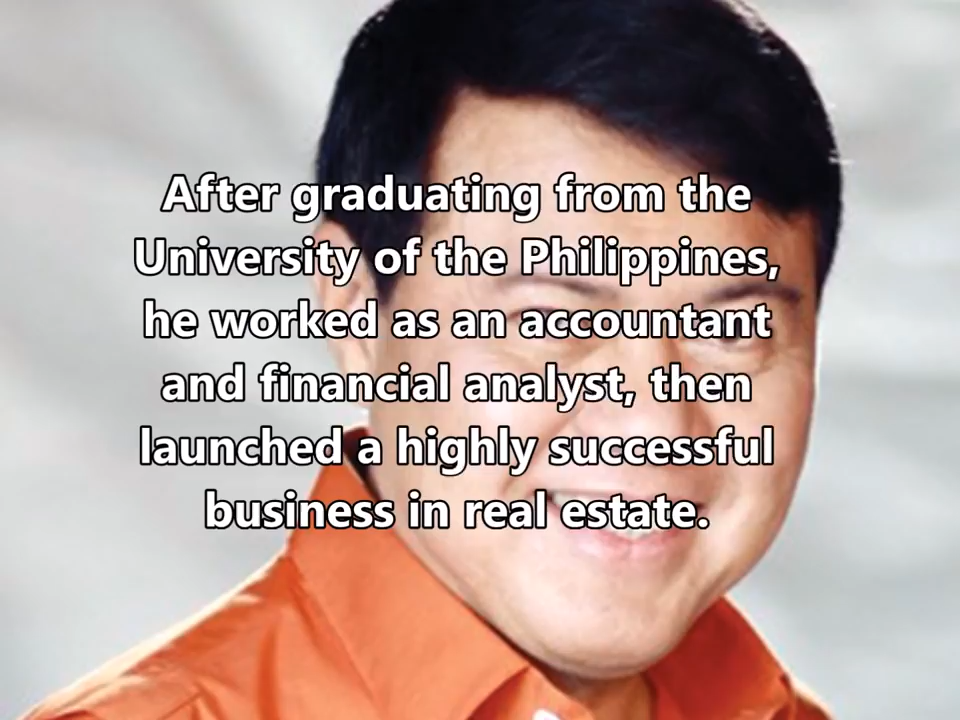 After graduating from the
University of the Philippines,
he worked as an accountant
and financial analyst, then
launched a highly successful
business in real estate.